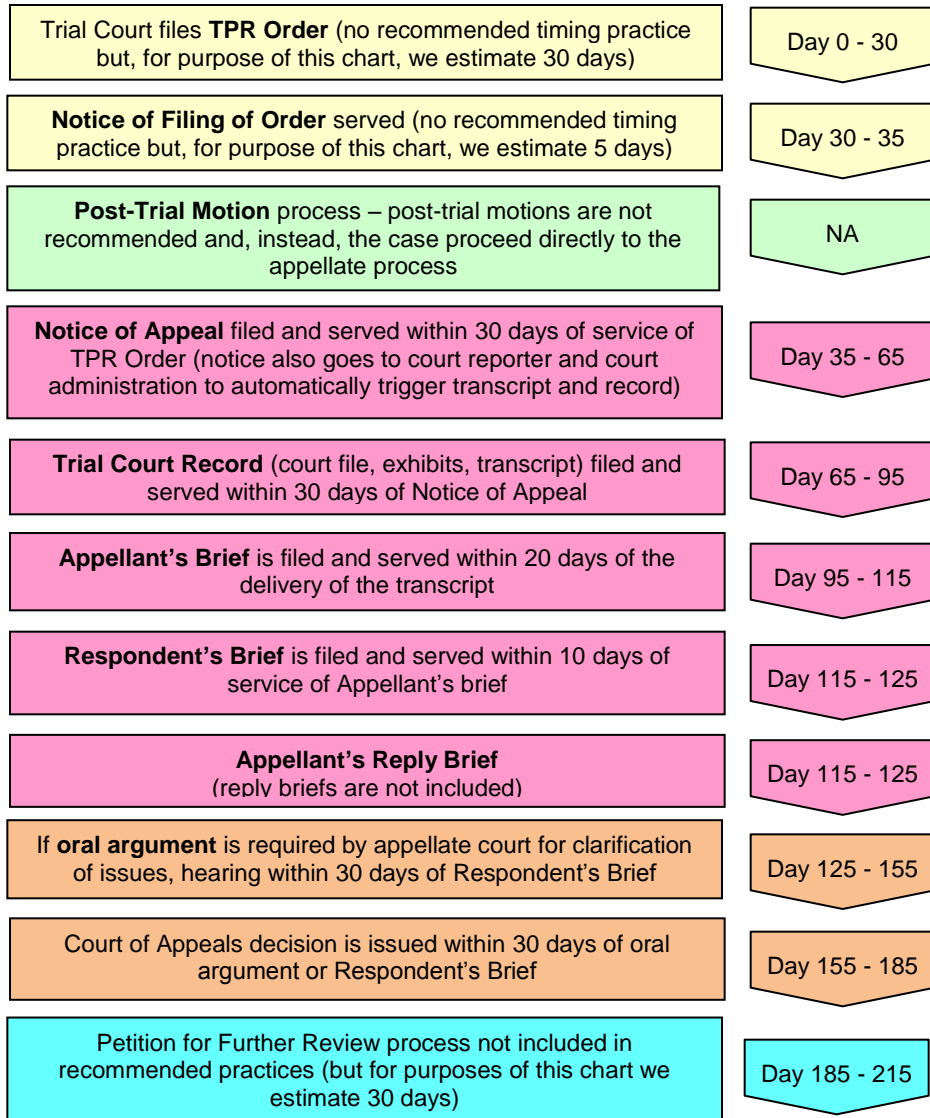 Trial Court files TPR Order (no recommended timing practice
but, for purpose of this chart, we estimate 30 days)
Day 0 - 30
Notice of Filing of Order served (no recommended timing
practice but, for purpose of this chart, we estimate 5 days)
Day 30 - 35
Post-Trial Motion process – post-trial motions are not
recommended and, instead, the case proceed directly to the
appellate process
NA
Notice of Appeal filed and served within 30 days of service of
TPR Order (notice also goes to court reporter and court
administration to automatically trigger transcript and record)
Day 35 - 65
Trial Court Record (court file, exhibits, transcript) filed and
served within 30 days of Notice of Appeal
Day 65 - 95
Appellant’s Brief is filed and served within 20 days of the
delivery of the transcript
Day 95 - 115
Respondent’s Brief is filed and served within 10 days of
service of Appellant’s brief
Day 115 - 125
Appellant’s Reply Brief
(reply briefs are not included)
Day 115 - 125
If oral argument is required by appellate court for clarification
of issues, hearing within 30 days of Respondent’s Brief
Day 125 - 155
Court of Appeals decision is issued within 30 days of oral
argument or Respondent’s Brief
Day 155 - 185
Petition for Further Review process not included in
recommended practices (but for purposes of this chart we
estimate 30 days)
Day 185 - 215